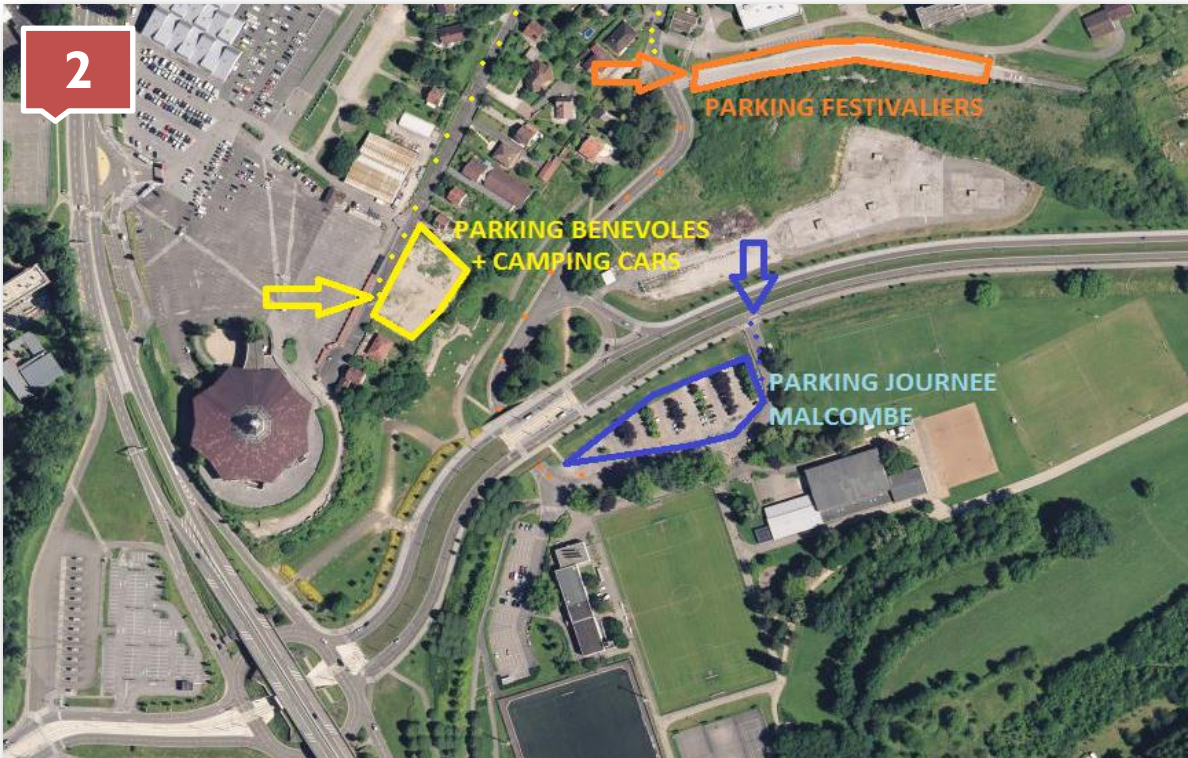 2
PARKING FESTIVALIERS
PARKING BENEVOLES
+ CAMPING CARS
PARKING JOURNEE
MALCOMBE